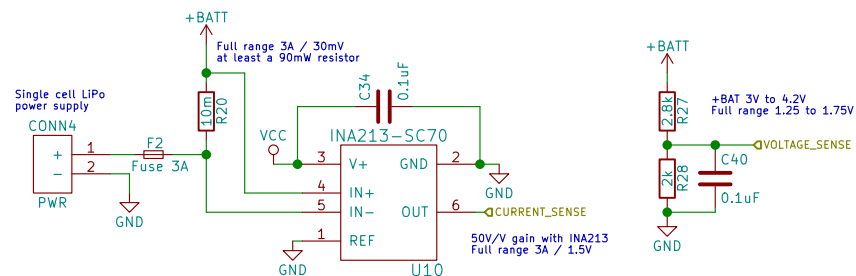 +BATT
Full range 3A / 30mV
at least a 90mW resistor
10m
R20
C34
0.1uF
Single cell LiPo
power supply
CONN4
+ 1
- 2
PWR
F2
Fuse 3A
GND
VCC
INA213-SC70
3 V+
GND 2
GND
4 IN+
5 IN-
OUT 6
CURRENT_SENSE
1 REF
GND
U10
50V/V gain with INA213
Full range 3A / 1.5V
+BATT
2.8k
R27
+BAT 3V to 4.2V
Full range 1.25 to 1.75V
VOLTAGE_SENSE
2k
R28
C40
0.1uF
GND